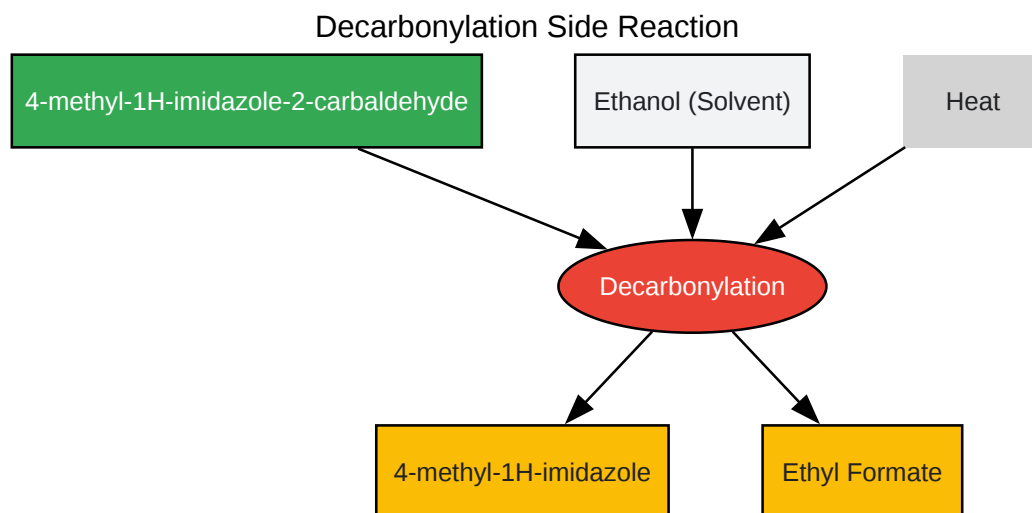 Decarbonylation Side Reaction
4-methyl-1H-imidazole-2-carbaldehyde
Ethanol (Solvent)
Heat
Decarbonylation
4-methyl-1H-imidazole
Ethyl Formate